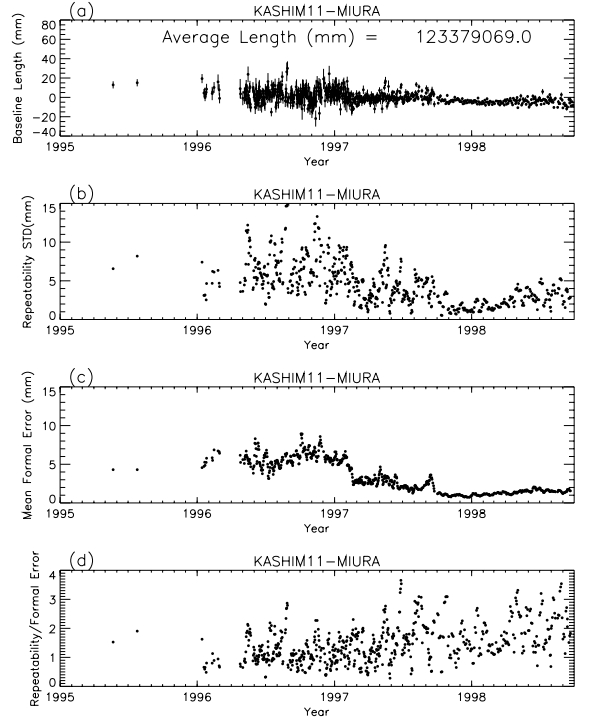 (a) KASHIM11-MIURA
Baseline Length (mm)
80
60
40
20
0
-20
-40
Average Length (mm) = 123379069.0
1995 1996 1997 1998
Year
(b) KASHIM11-MIURA
Repeatability STD(mm)
15
10
5
0
1995 1996 1997 1998
Year
(c) KASHIM11-MIURA
Mean Formal Error (mm)
15
10
5
0
1995 1996 1997 1998
Year
(d) KASHIM11-MIURA
Repeatability/Formal Error
4
3
2
1
0
1995 1996 1997 1998
Year